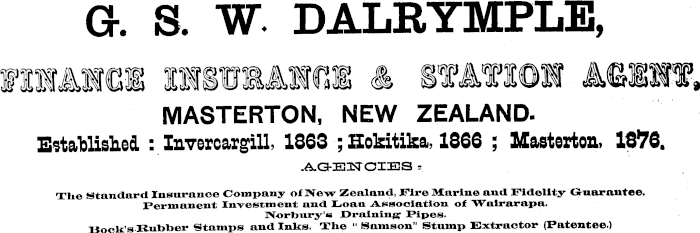 G. S. W. DALRYMPLE,
FINANCE INSURANCE & STATION AGENT,
MASTERTON, NEW ZEALAND.
Established : Invercargill, 1863 ; Hokitika, 1866 ; Masterton, 1876.
AGENCIES :
The Standard Insurance Company of New Zealand, Fire Marine and Fidelity Guarantee.
Permanent Investment and Loan Association of Wairarapa.
Norbury's Draining Pipes.
Bock's Rubber Stamps and Inks. The "Samson" Stump Extractor (Patentee.)